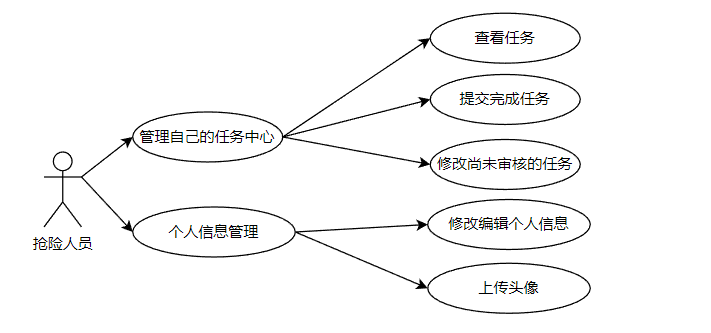 查看任务
提交完成任务
管理自己的任务中心
修改尚未审核的任务
抢险人员
个人信息管理
修改编辑个人信息
上传头像